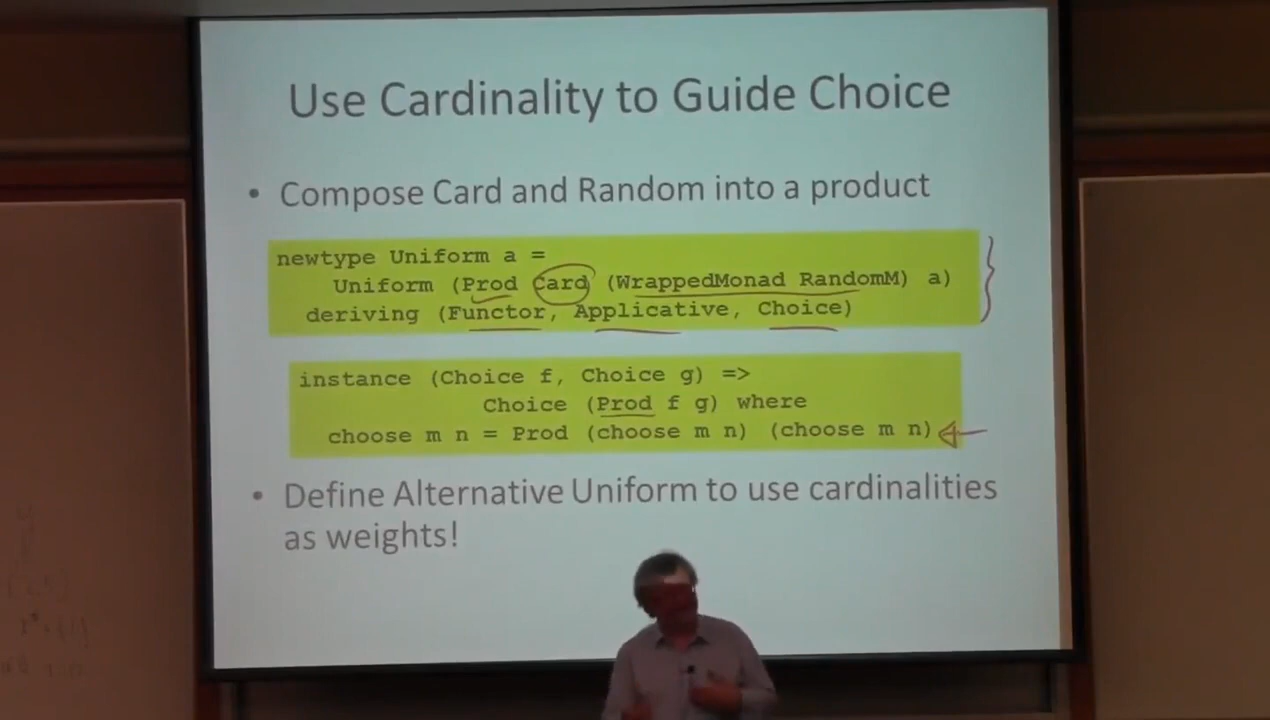 Use Cardinality to Guide Choice
• Compose Card and Random into a product
newtype Uniform a =
Uniform (Prod Card (WrappedMonad RandomM) a)
deriving (Functor, Applicative, Choice)
instance (Choice f, Choice g) =>
Choice (Prod f g) where
choose m n = Prod (choose m n) (choose m n)
• Define Alternative Uniform to use cardinalities
as weights!